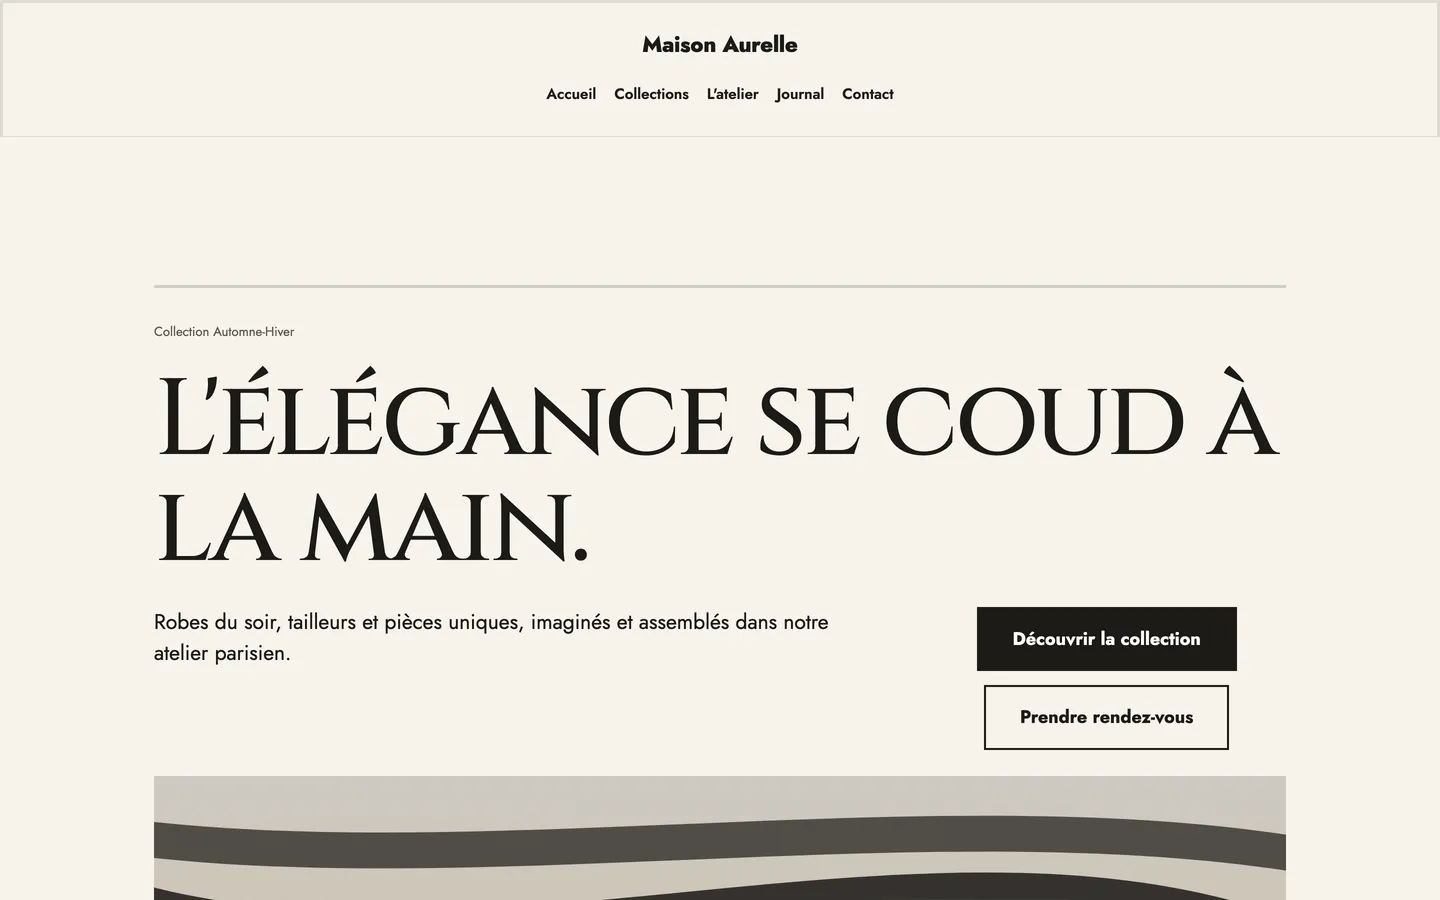 Maison Aurelle
Accueil Collections L'atelier Journal Contact
Collection Automne-Hiver
L'ÉLÉGANCE SE COUD À
LA MAIN.
Robes du soir, tailleurs et pièces uniques, imaginés et assemblés dans notre
atelier parisien.
Découvrir la collection
Prendre rendez-vous